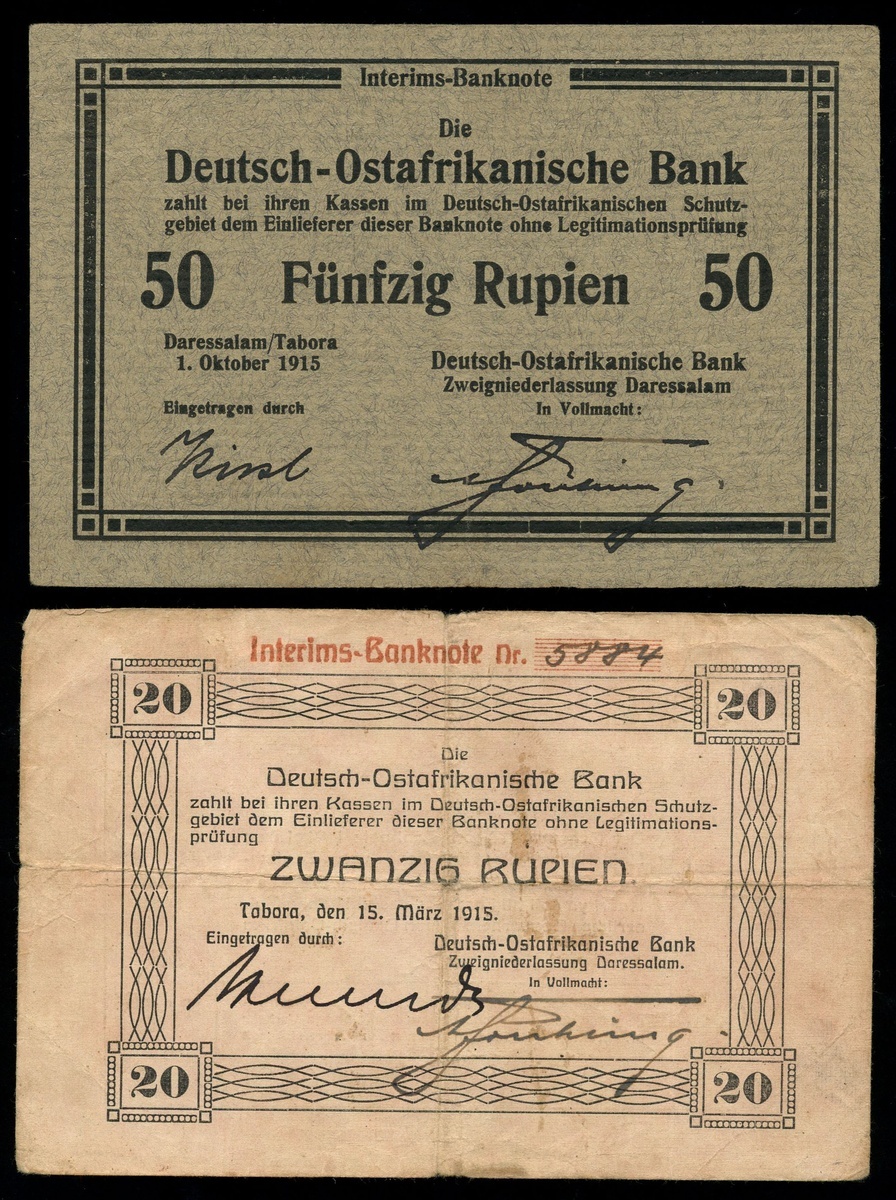 Interims-Banknote
Die
Deutsch-Ostafrikanische Bank
zahlt bei ihren Kassen im Deutsch-Ostafrikanischen Schutz-
gebiet dem Einlieferer dieser Banknote ohne Legitimationsprüfung
50 Fünfzig Rupien 50
Daressalam/Tabora
1. Oktober 1915
Deutsch-Ostafrikanische Bank
Zweigniederlassung Daressalam
Eingetragen durch
In Vollmacht:
Interims-Banknote Nr. 5884
20 20
Die
Deutsch-Ostafrikanische Bank
zahlt bei ihren Kassen im Deutsch-Ostafrikanischen Schutz-
gebiet dem Einlieferer dieser Banknote ohne Legitimations-
prüfung
ZWANZIG RUPIEN.
Tabora, den 15. März 1915.
Eingetragen durch:
Deutsch-Ostafrikanische Bank
Zweigniederlassung Daressalam.
In Vollmacht:
20 20